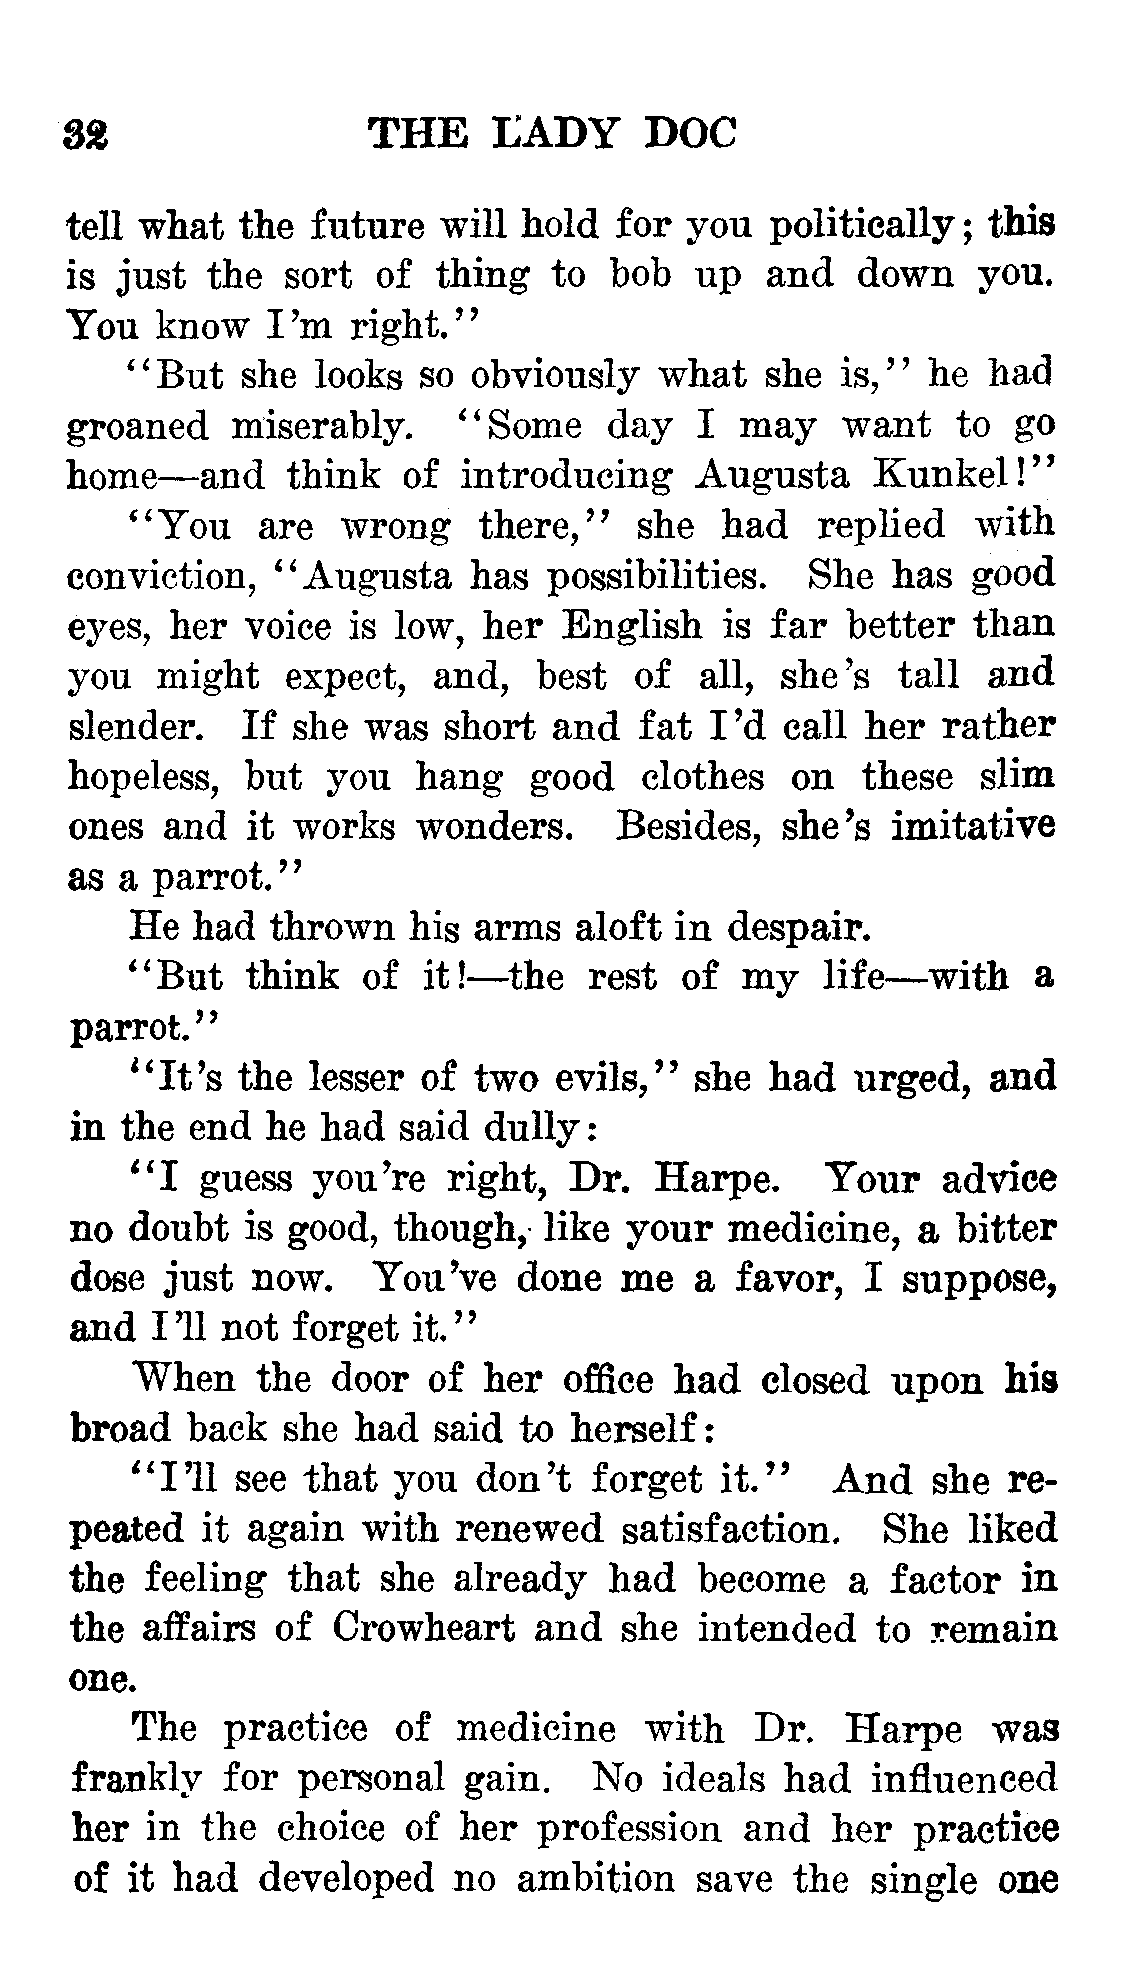 32 THE LADY DOC
tell what the future will hold for you politically; this
is just the sort of thing to bob up and down you.
You know I'm right."
"But she looks so obviously what she is," he had
groaned miserably. "Some day I may want to go
home—and think of introducing Augusta Kunkel!"
"You are wrong there," she had replied with
conviction, "Augusta has possibilities. She has good
eyes, her voice is low, her English is far better than
you might expect, and, best of all, she's tall and
slender. If she was short and fat I'd call her rather
hopeless, but you hang good clothes on these slim
ones and it works wonders. Besides, she's imitative
as a parrot."
He had thrown his arms aloft in despair.
"But think of it!—the rest of my life—with a
parrot."
"It's the lesser of two evils," she had urged, and
in the end he had said dully:
"I guess you're right, Dr. Harpe. Your advice
no doubt is good, though, like your medicine, a bitter
dose just now. You've done me a favor, I suppose,
and I'll not forget it."
When the door of her office had closed upon his
broad back she had said to herself:
"I'll see that you don't forget it." And she re-
peated it again with renewed satisfaction. She liked
the feeling that she already had become a factor in
the affairs of Crowheart and she intended to remain
one.
The practice of medicine with Dr. Harpe was
frankly for personal gain. No ideals had influenced
her in the choice of her profession and her practice
of it had developed no ambition save the single one